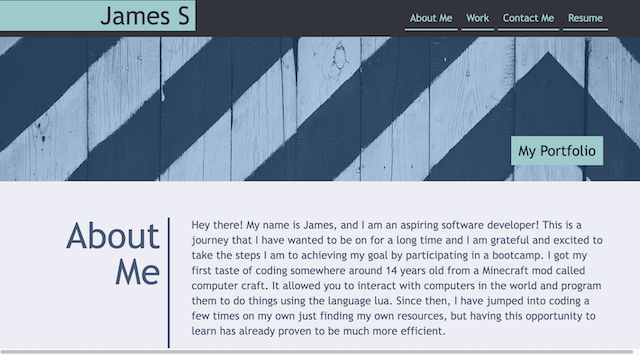 James S
About Me Work Contact Me Resume
My Portfolio
About
Me
Hey there! My name is James, and I am an aspiring software developer! This is a
journey that I have wanted to be on for a long time and I am grateful and excited to
take the steps I am to achieving my goal by participating in a bootcamp. I got my
first taste of coding somewhere around 14 years old from a Minecraft mod called
computer craft. It allowed you to interact with computers in the world and program
them to do things using the language lua. Since then, I have jumped into coding a
few times on my own just finding my own resources, but having this opportunity to
learn has already proven to be much more efficient.